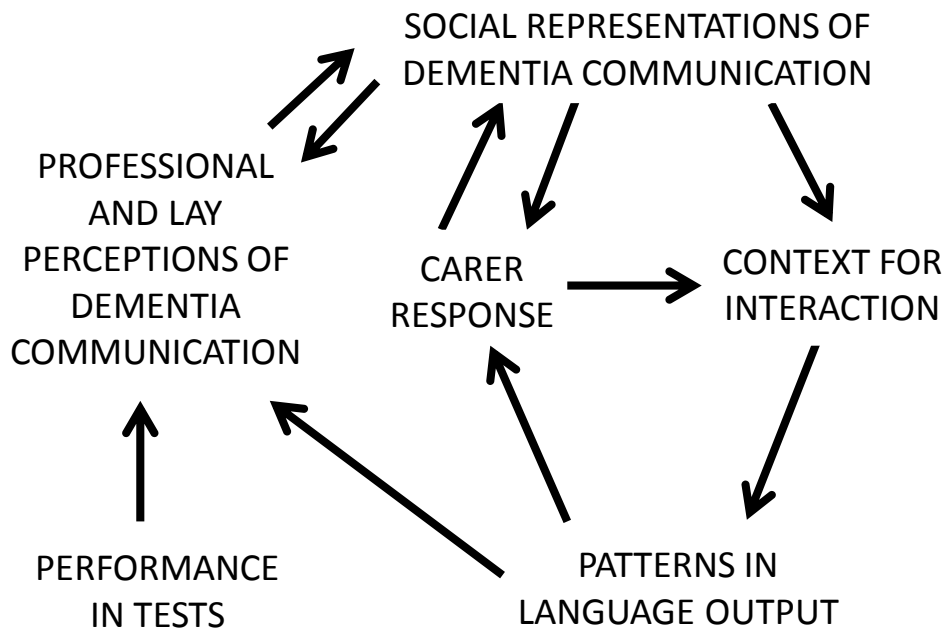 SOCIAL REPRESENTATIONS OF
DEMENTIA COMMUNICATION
PROFESSIONAL
AND LAY
PERCEPTIONS OF
DEMENTIA
COMMUNICATION
CARER
RESPONSE
CONTEXT FOR
INTERACTION
PERFORMANCE
IN TESTS
PATTERNS IN
LANGUAGE OUTPUT